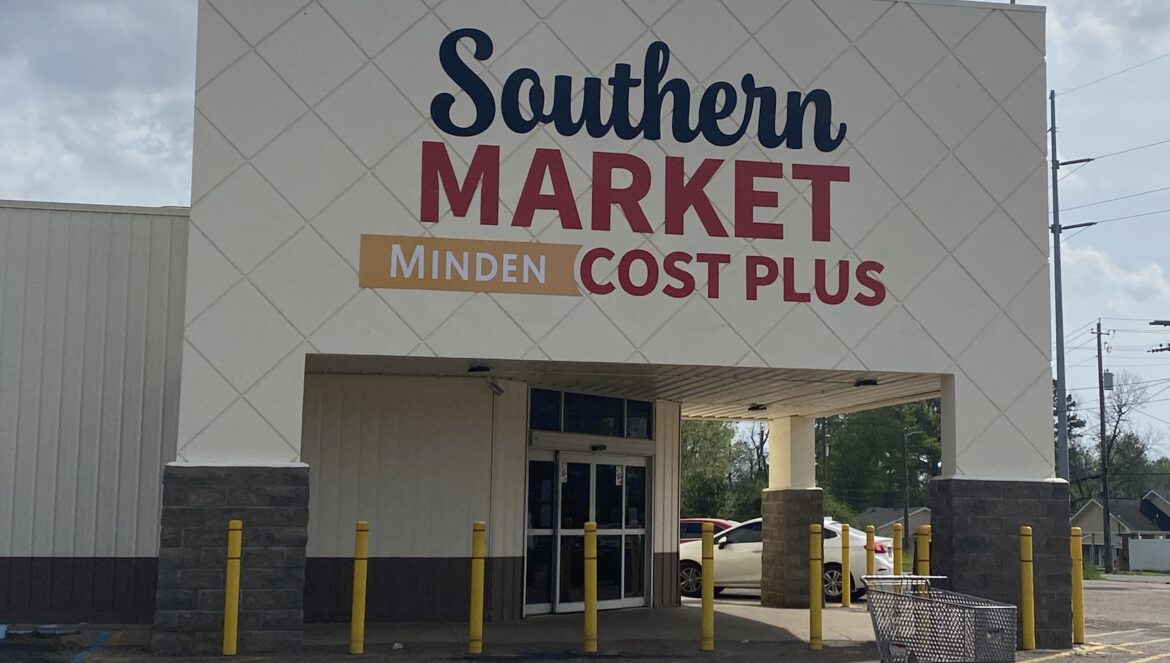 Southern
MARKET
MINDEN COST PLUS